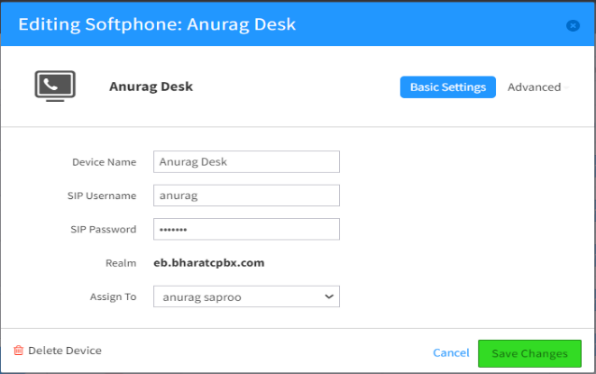 Editing Softphone: Anurag Desk
Anurag Desk
Basic Settings
Advanced
Device Name Anurag Desk
SIP Username anurag
SIP Password •••••••
Realm eb.bharatcpbx.com
Assign To anurag saproo
Delete Device
Cancel
Save Changes